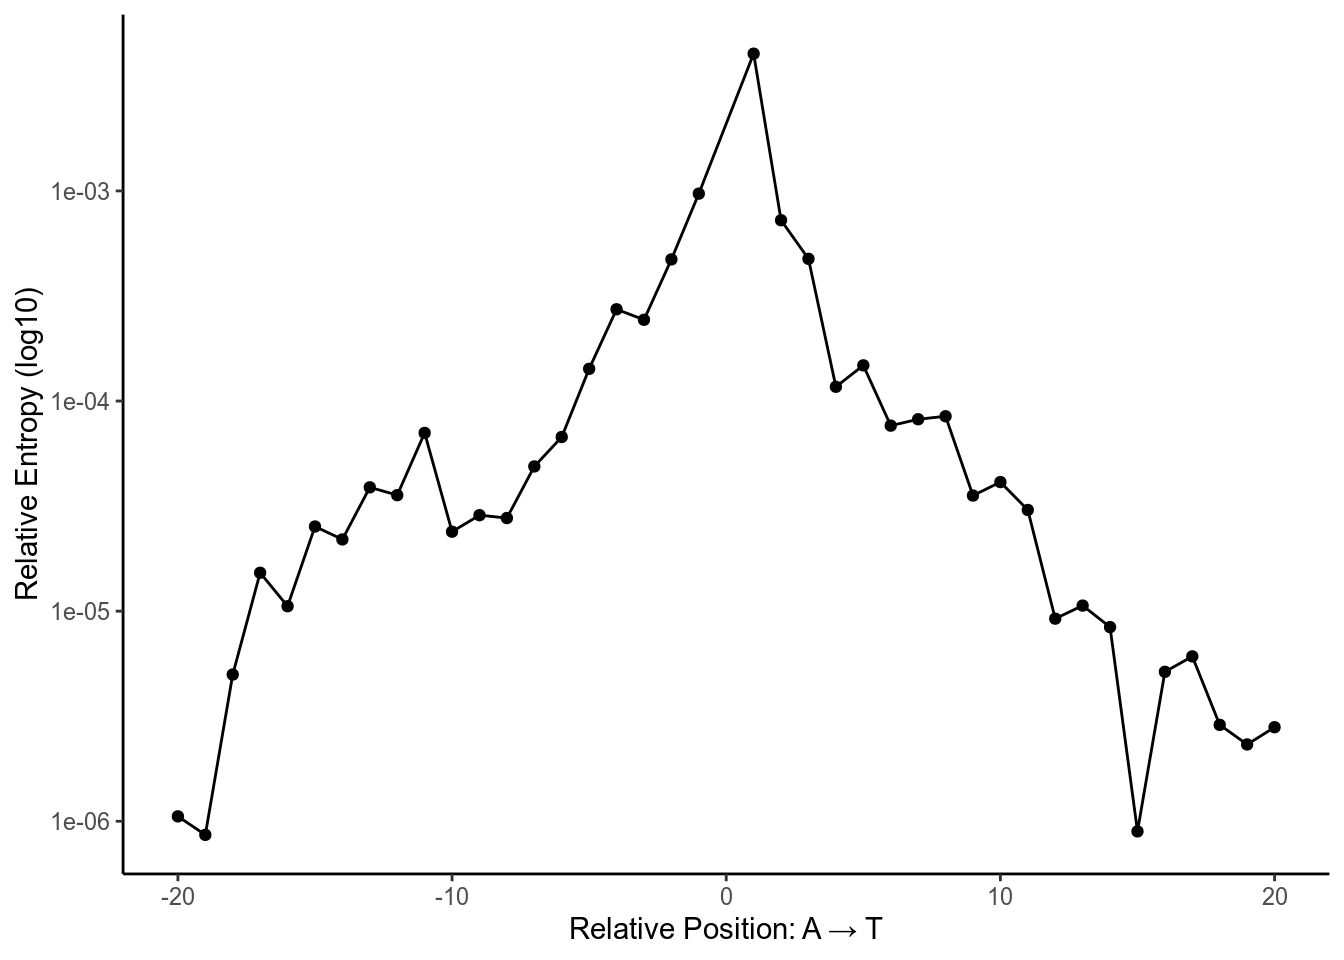 Relative Entropy (log10)
1e-03
1e-04
1e-05
1e-06
-20
-10
0
10
20
Relative Position: A → T